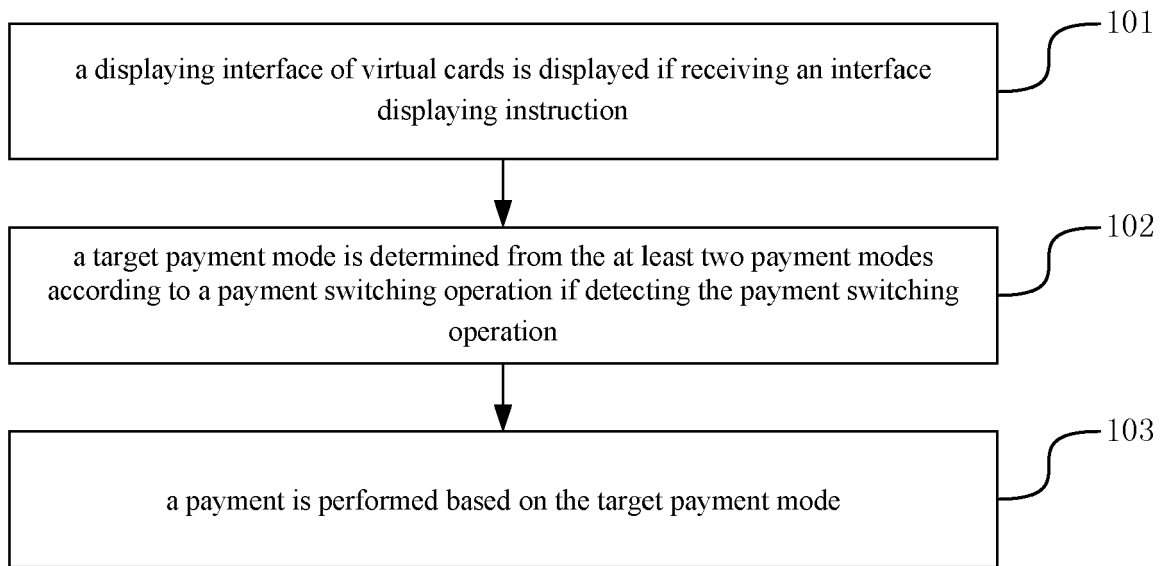 101
a displaying interface of virtual cards is displayed if receiving an interface
displaying instruction
102
a target payment mode is determined from the at least two payment modes
according to a payment switching operation if detecting the payment switching
operation
103
a payment is performed based on the target payment mode